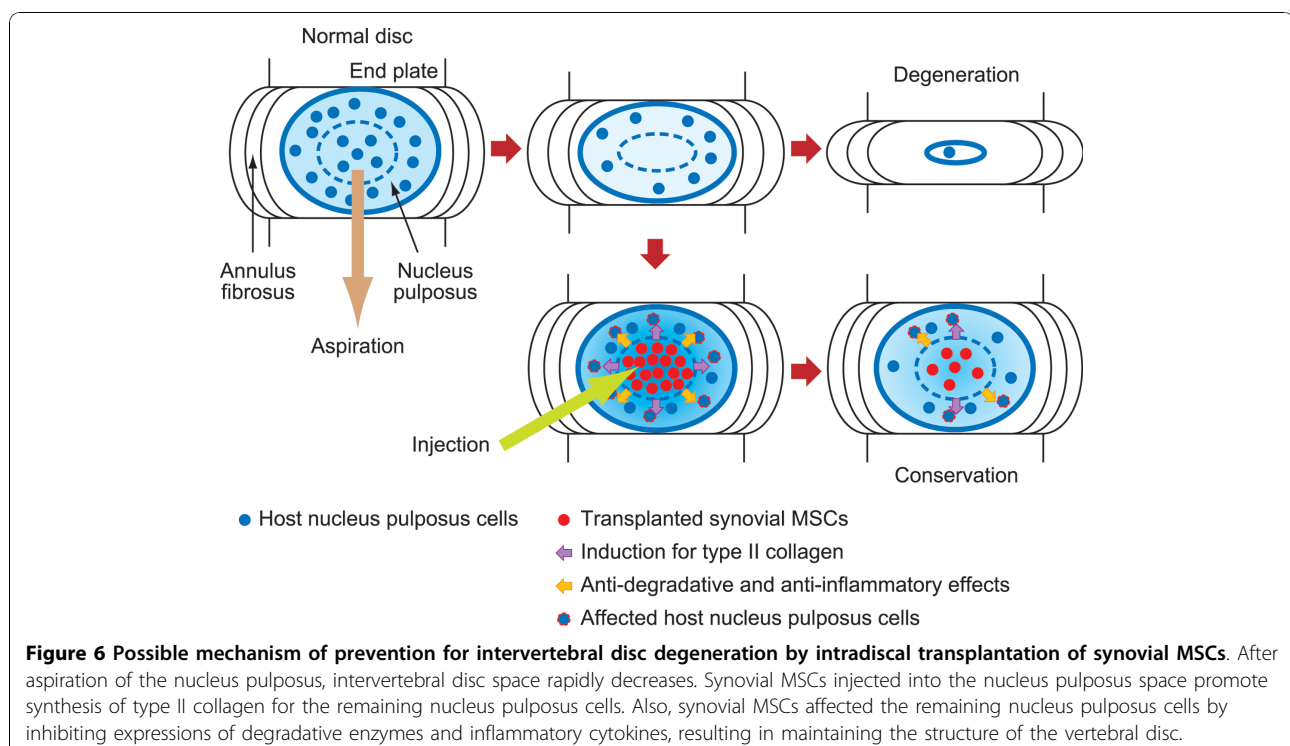 Normal disc
End plate
Degeneration
Annulus
fibrosus
Nucleus
pulposus
Aspiration
Injection
Conservation
Host nucleus pulposus cells
Transplanted synovial MSCs
Induction for type II collagen
Anti-degradative and anti-inflammatory effects
Affected host nucleus pulposus cells
Figure 6 Possible mechanism of prevention for intervertebral disc degeneration by intradiscal transplantation of synovial MSCs. After
aspiration of the nucleus pulposus, intervertebral disc space rapidly decreases. Synovial MSCs injected into the nucleus pulposus space promote
synthesis of type II collagen for the remaining nucleus pulposus cells. Also, synovial MSCs affected the remaining nucleus pulposus cells by
inhibiting expressions of degradative enzymes and inflammatory cytokines, resulting in maintaining the structure of the vertebral disc.